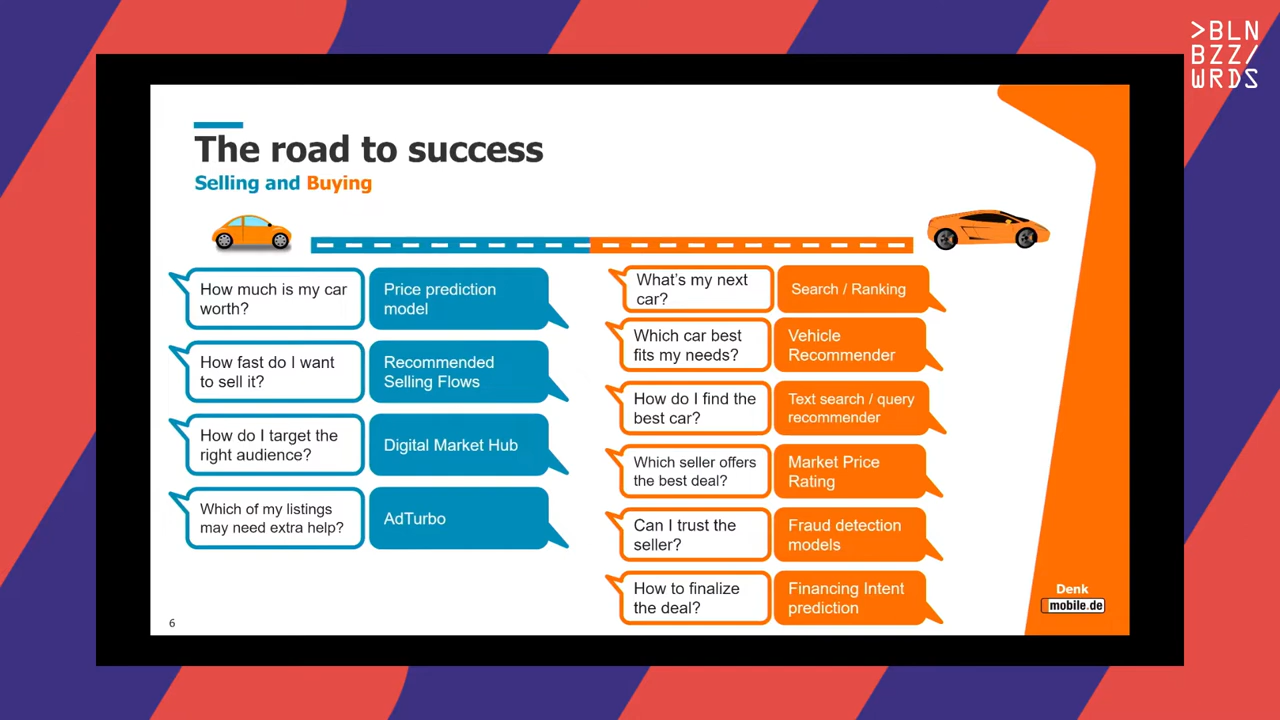 >BLN
BZZ/
WRDS
The road to success
Selling and Buying
How much is my car
worth?
Price prediction
model
How fast do I want
to sell it?
Recommended
Selling Flows
How do I target the
right audience?
Digital Market Hub
Which of my listings
may need extra help?
AdTurbo
What's my next
car?
Search / Ranking
Which car best
fits my needs?
Vehicle
Recommender
How do I find the
best car?
Text search / query
recommender
Which seller offers
the best deal?
Market Price
Rating
Can I trust the
seller?
Fraud detection
models
How to finalize
the deal?
Financing Intent
prediction
Denk
mobile.de
6